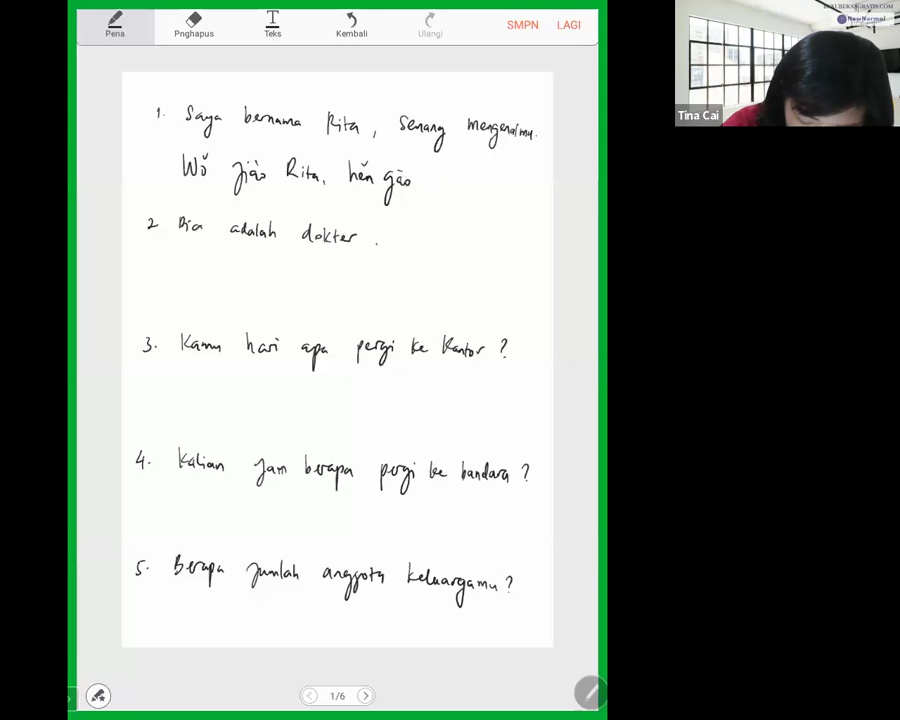 Pena Pnghapus Teks Kembali Ulangi SMPN LAGI
1. Saya bernama Rita, senang mengenalmu.
Wǒ jiào Rita, hěn gāo
2 Dia adalah dokter.
3. Kamu hari apa pergi ke kantor?
4. Kalian jam berapa pergi ke bandara?
5. Berapa jumlah anggota keluargamu?
1/6
NewNormal
Tina Cai